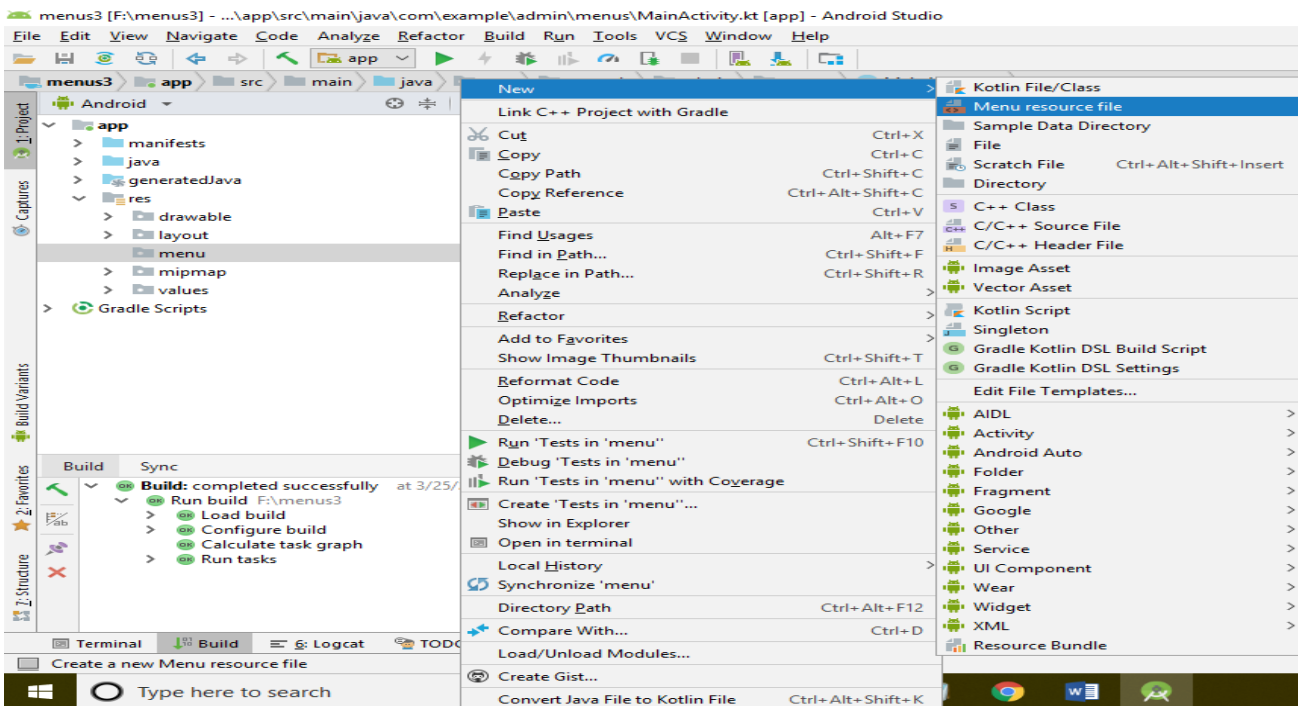 menus3 [F:\menus3] - ...\app\src\main\java\com\example\admin\menus\MainActivity.kt [app] - Android Studio
File Edit View Navigate Code Analyze Refactor Build Run Tools VCS Window Help
app
menus3 app src main java
1: Project
Captures
Build Variants
2: Favorites
7: Structure
Android
app
manifests
java
generatedJava
res
drawable
layout
menu
mipmap
values
Gradle Scripts
Build Sync
Build: completed successfully at 3/25/
Run build F:\menus3
Load build
Configure build
Calculate task graph
Run tasks
Terminal Build 6: Logcat TODO
Create a new Menu resource file
Type here to search
New
Link C++ Project with Gradle
Cut Ctrl+X
Copy Ctrl+C
Copy Path Ctrl+Shift+C
Copy Reference Ctrl+Alt+Shift+C
Paste Ctrl+V
Find Usages Alt+F7
Find in Path... Ctrl+Shift+F
Replace in Path... Ctrl+Shift+R
Analyze
Refactor
Add to Favorites
Show Image Thumbnails Ctrl+Shift+T
Reformat Code Ctrl+Alt+L
Optimize Imports Ctrl+Alt+O
Delete... Delete
Run 'Tests in 'menu'' Ctrl+Shift+F10
Debug 'Tests in 'menu''
Run 'Tests in 'menu'' with Coverage
Create 'Tests in 'menu''...
Show in Explorer
Open in terminal
Local History
Synchronize 'menu'
Directory Path Ctrl+Alt+F12
Compare With... Ctrl+D
Load/Unload Modules...
Create Gist...
Convert Java File to Kotlin File Ctrl+Alt+Shift+K
Kotlin File/Class
Menu resource file
Sample Data Directory
File
Scratch File Ctrl+Alt+Shift+Insert
Directory
C++ Class
C/C++ Source File
C/C++ Header File
Image Asset
Vector Asset
Kotlin Script
Singleton
Gradle Kotlin DSL Build Script
Gradle Kotlin DSL Settings
Edit File Templates...
AIDL
Activity
Android Auto
Folder
Fragment
Google
Other
Service
UI Component
Wear
Widget
XML
Resource Bundle